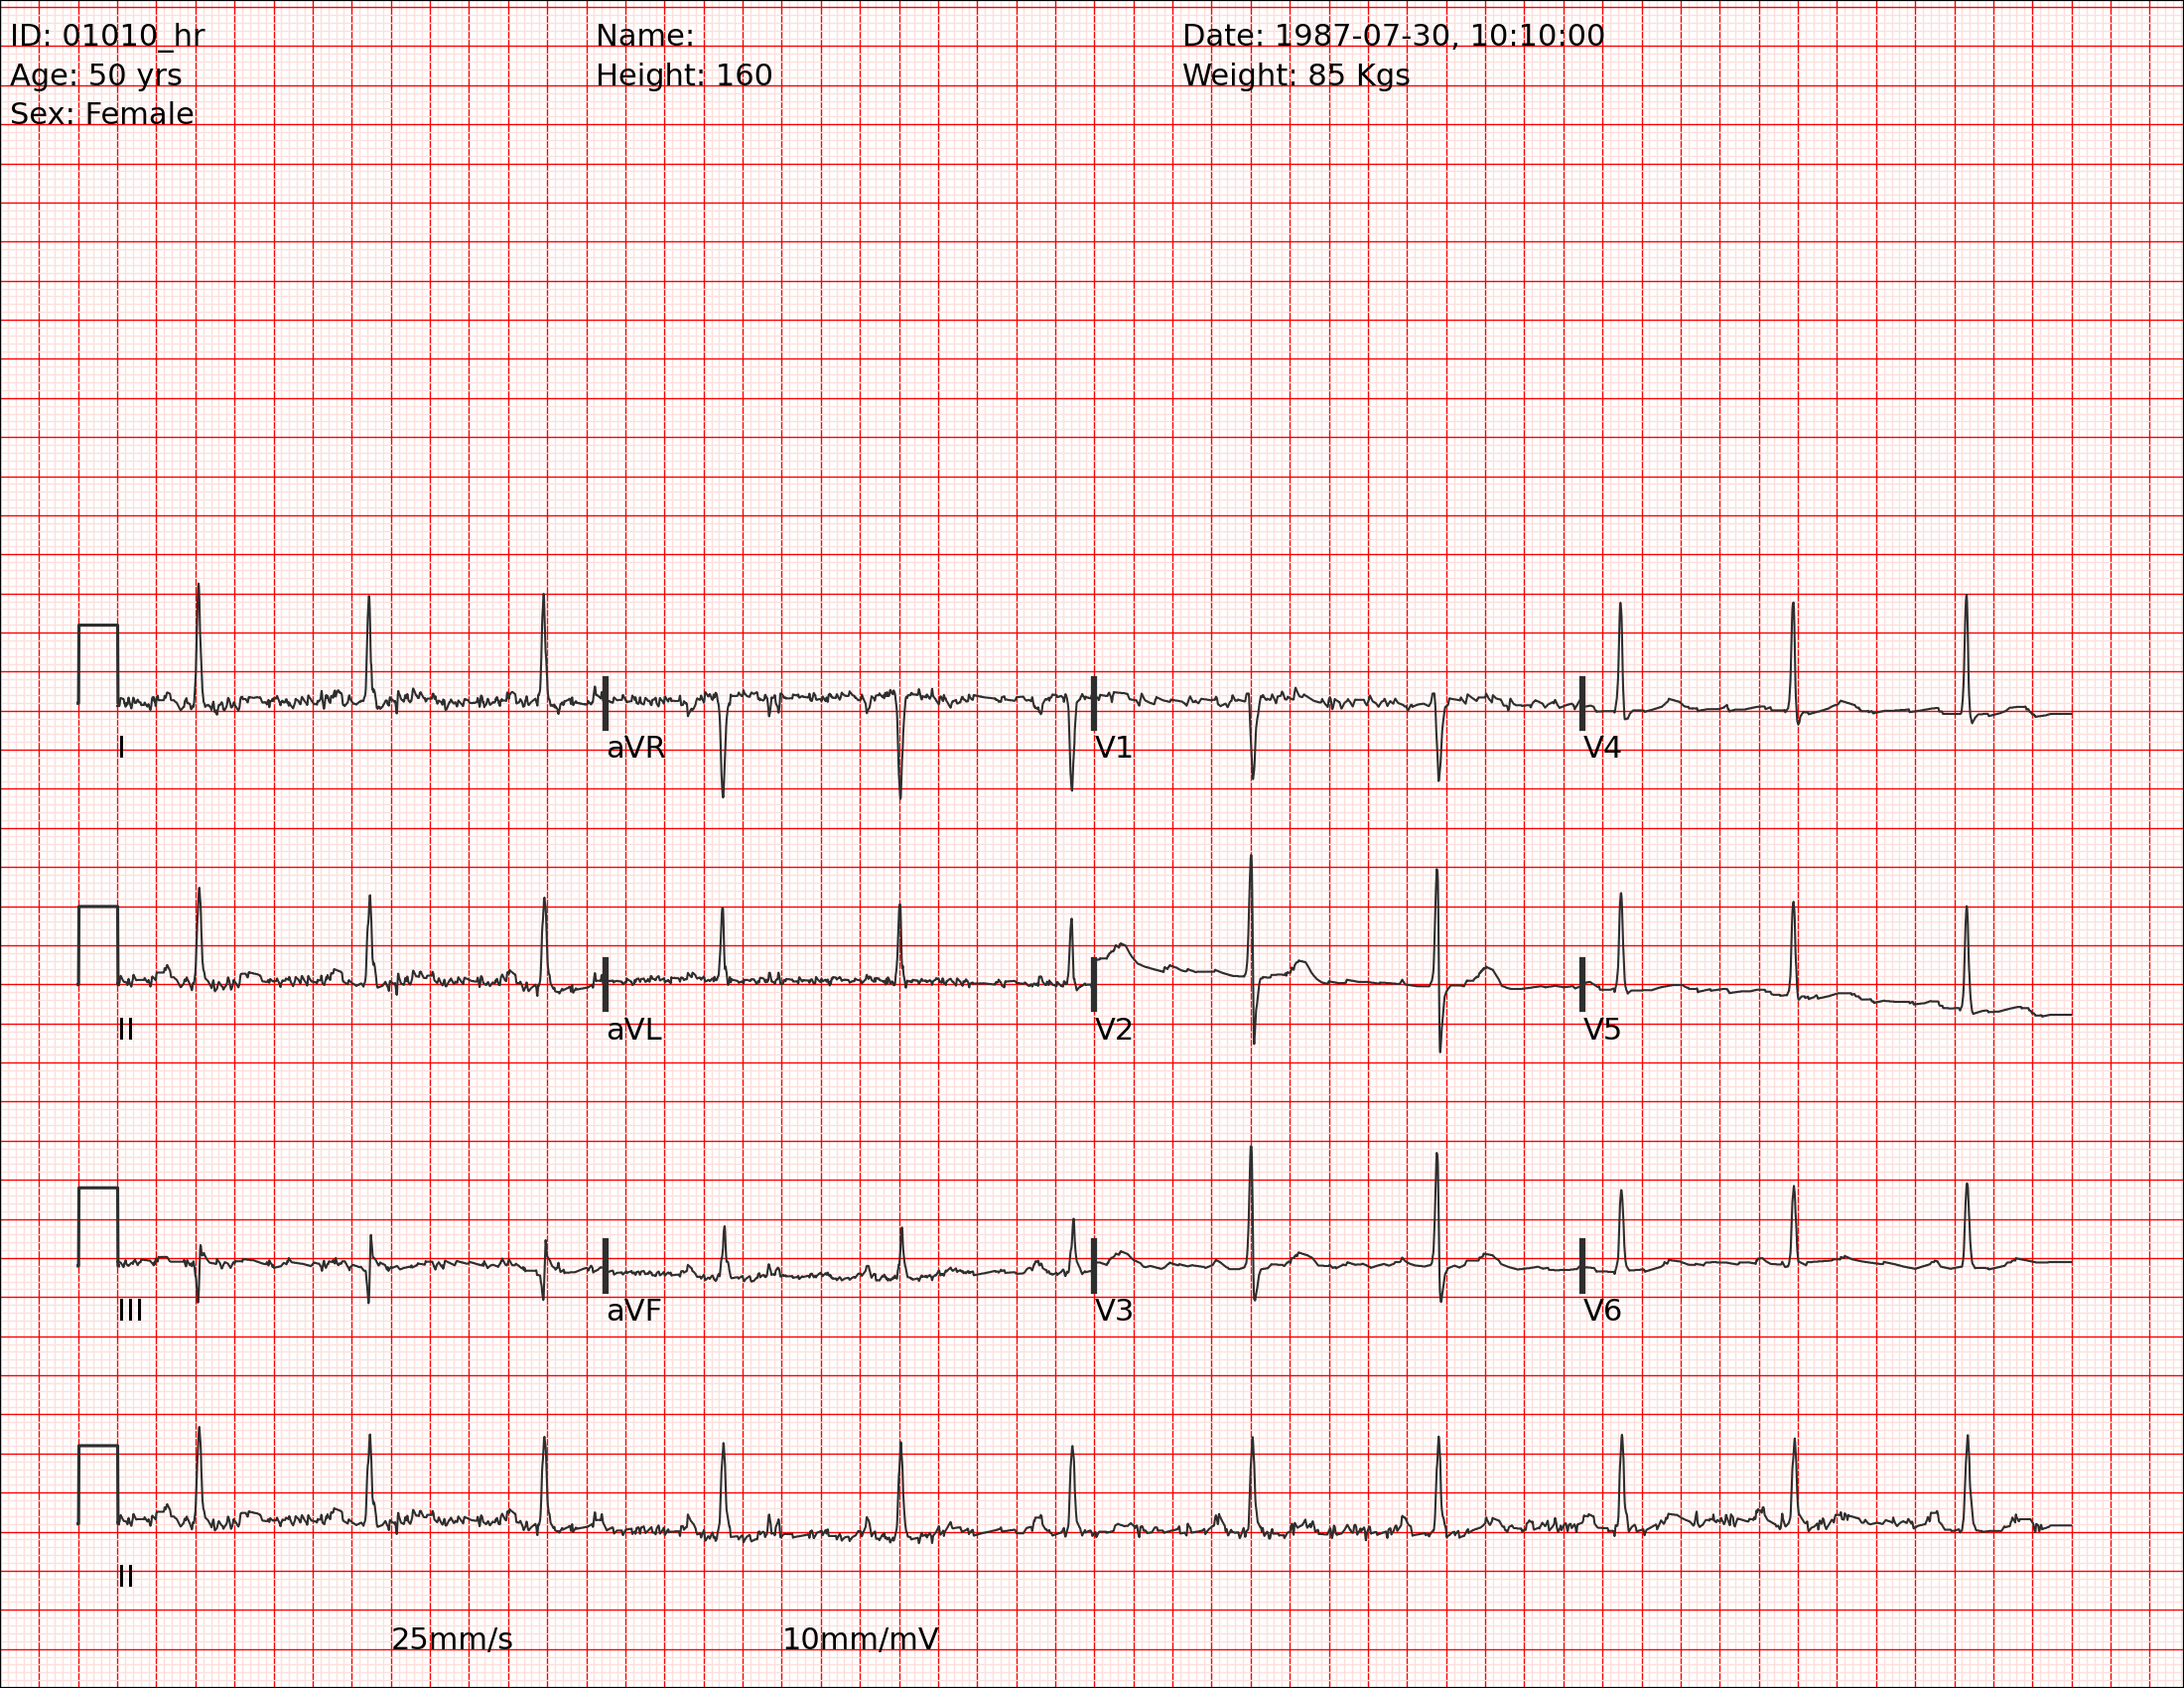 ID: 01010_hr Name: Date: 1987-07-30, 10:10:00
Age: 50 yrs Height: 160 Weight: 85 Kgs
Sex: Female
I aVR V1 V4
II aVL V2 V5
III aVF V3 V6
II
25mm/s 10mm/mV